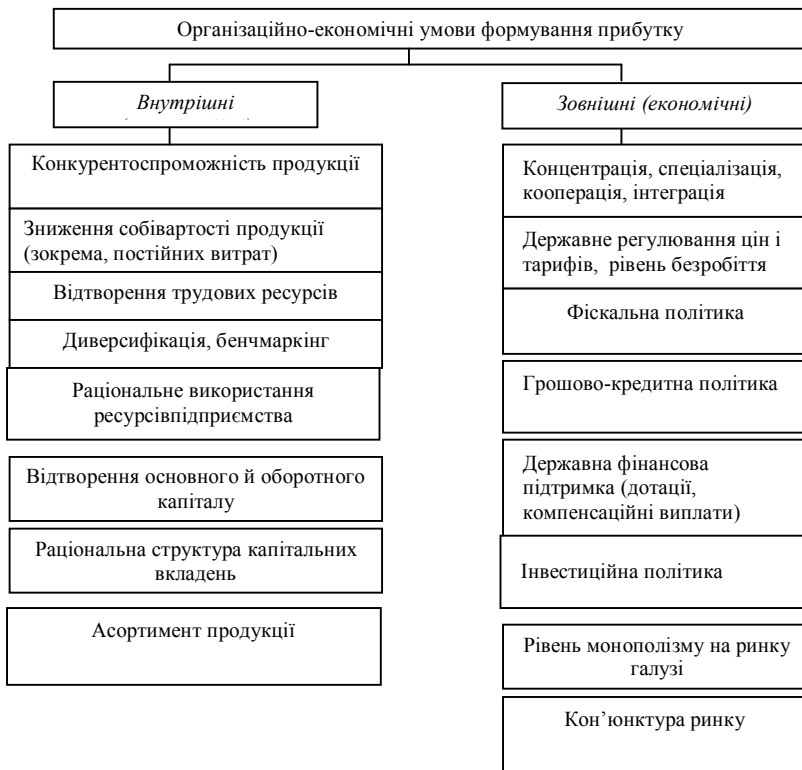 Організаційно-економічні умови формування прибутку
Внутрішні
Конкурентоспроможність продукції
Зниження собівартості продукції
(зокрема, постійних витрат)
Відтворення трудових ресурсів
Диверсифікація, бенчмаркінг
Раціональне використання
ресурсівпідприємства
Відтворення основного й оборотного
капіталу
Раціональна структура капітальних
вкладень
Асортимент продукції
Зовнішні (економічні)
Концентрація, спеціалізація,
кооперація, інтеграція
Державне регулювання цін і
тарифів, рівень безробіття
Фіскальна політика
Грошово-кредитна політика
Державна фінансова
підтримка (дотації,
компенсаційні виплати)
Інвестиційна політика
Рівень монополізму на ринку
галузі
Кон’юнктура ринку